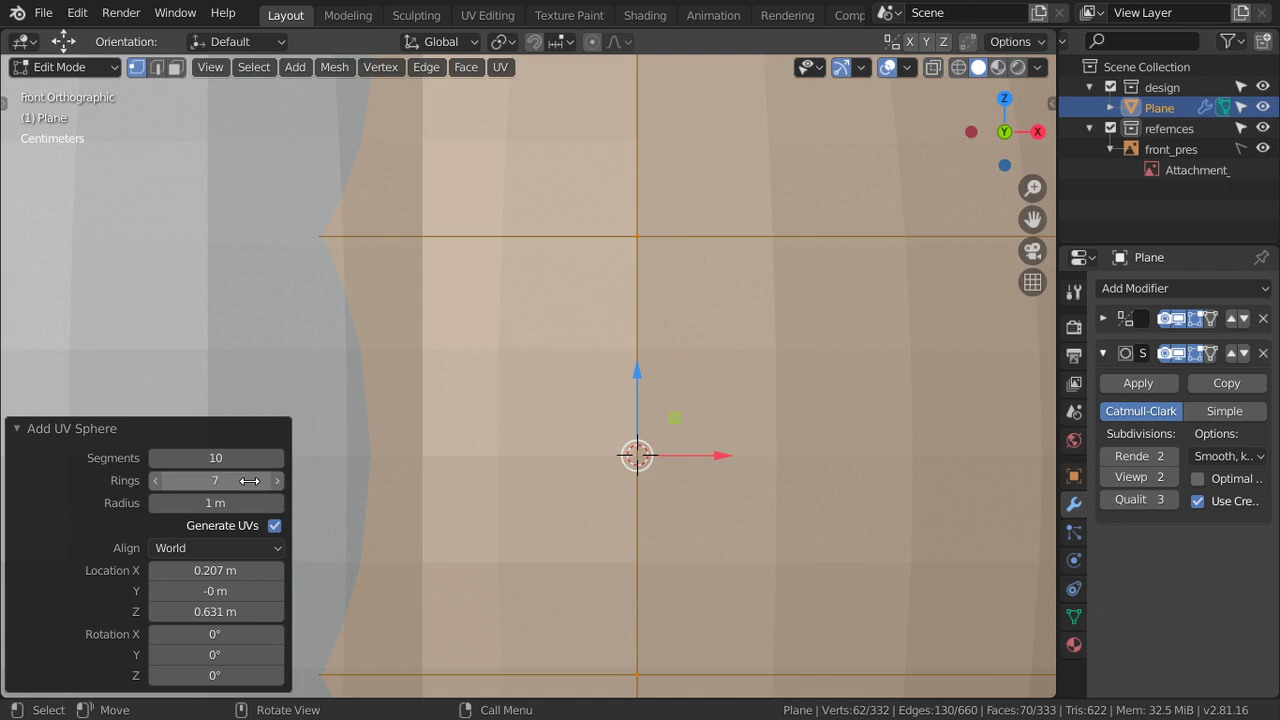 File Edit Render Window Help Layout Modeling Sculpting UV Editing Texture Paint Shading Animation Rendering Comp Scene View Layer
Orientation: Default Global X Y Z Options
Edit Mode View Select Add Mesh Vertex Edge Face UV
Front Orthographic
(1) Plane
Centimeters
Z
Y
X
Scene Collection
design
Plane
refernces
front_pres
Attachment_
Plane
Add Modifier
S
Apply Copy
Catmull-Clark Simple
Subdivisions: Options:
Rende 2 Smooth, k..
Viewp 2 Optimal ..
Qualit 3 Use Cre..
Add UV Sphere
Segments 10
Rings 7
Radius 1 m
Generate UVs
Align World
Location X 0.207 m
Y -0 m
Z 0.631 m
Rotation X 0°
Y 0°
Z 0°
Select Move Rotate View Call Menu Plane | Verts:62/332 | Edges:130/660 | Faces:70/333 | Tris:622 | Mem: 32.5 MiB | v2.81.16